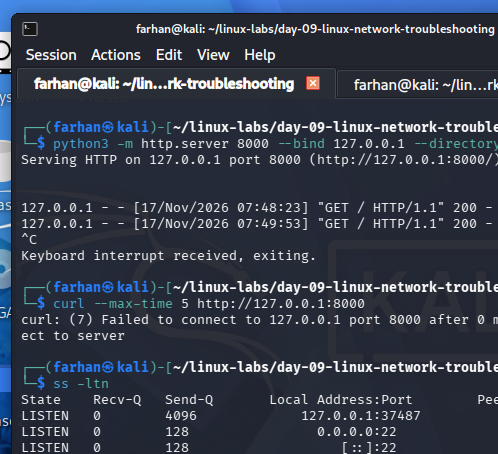 farhan@kali: ~/linux-labs/day-09-linux-network-troubleshooting
Session Actions Edit View Help
farhan@kali: ~/lin...rk-troubleshooting
farhan@kali: ~/lin...rk
┌──(farhan㉿kali)-[~/linux-labs/day-09-linux-network-trouble
└─$ python3 -m http.server 8000 --bind 127.0.0.1 --directory
Serving HTTP on 127.0.0.1 port 8000 (http://127.0.0.1:8000/)
127.0.0.1 - - [17/Nov/2026 07:48:23] "GET / HTTP/1.1" 200 -
127.0.0.1 - - [17/Nov/2026 07:49:53] "GET / HTTP/1.1" 200 -
^C
Keyboard interrupt received, exiting.
┌──(farhan㉿kali)-[~/linux-labs/day-09-linux-network-trouble
└─$ curl --max-time 5 http://127.0.0.1:8000
curl: (7) Failed to connect to 127.0.0.1 port 8000 after 0 m
ect to server
┌──(farhan㉿kali)-[~/linux-labs/day-09-linux-network-trouble
└─$ ss -ltn
State Recv-Q Send-Q Local Address:Port Pee
LISTEN 0 4096 127.0.0.1:37487
LISTEN 0 128 0.0.0.0:22
LISTEN 0 128 [::]:22